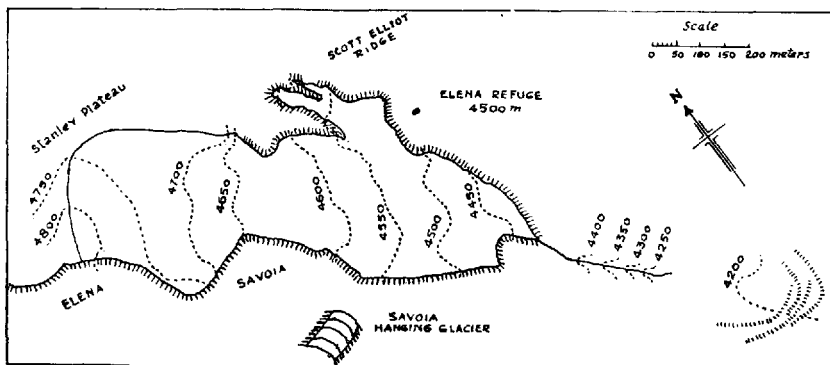 SCOTT ELLIOT
RIDGE
Scale
0 50 100 150 200 meters
ELENA REFUGE
4500 m
N
Stanley Plateau
4750
4800
4700
4650
4600
4550
4500
4450
4400
4350
4300
4250
4200
ELENA
SAVOIA
SAVOIA
HANGING GLACIER